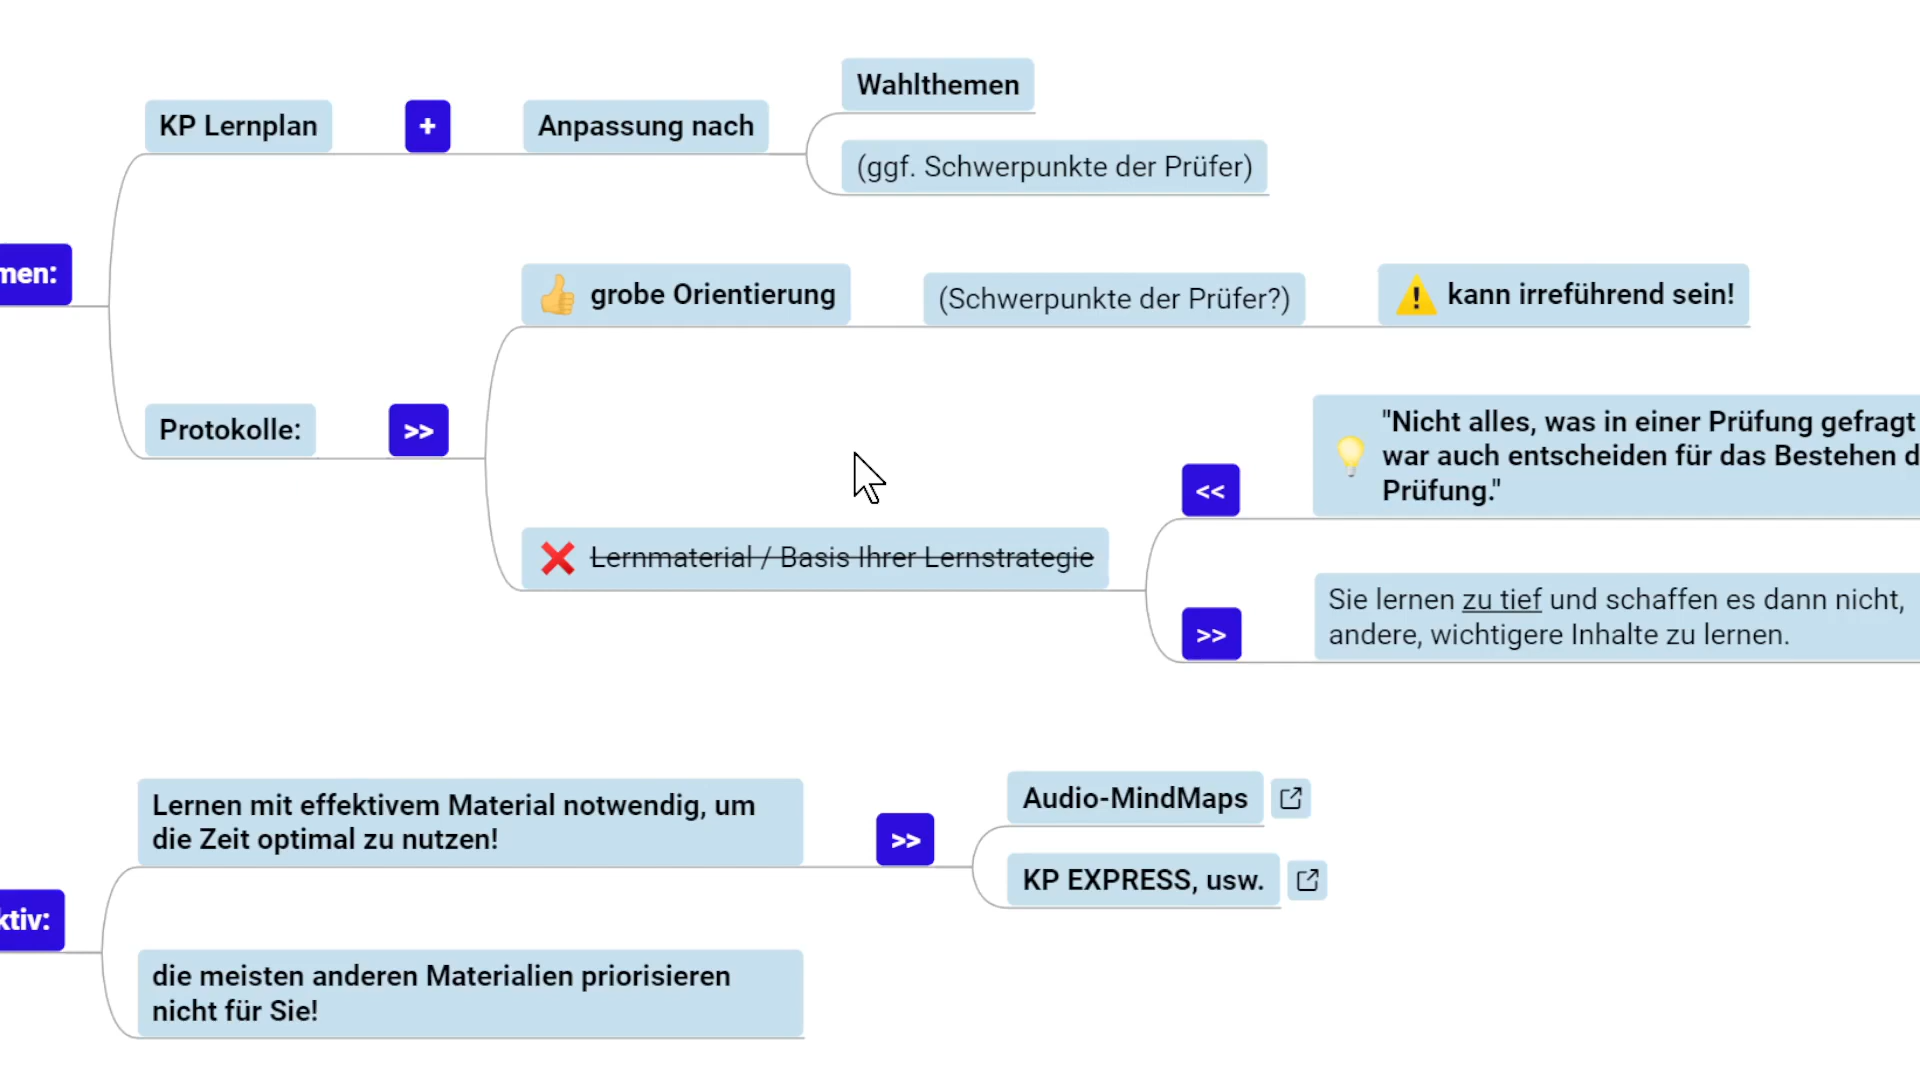 Wahlthemen
KP Lernplan + Anpassung nach
(ggf. Schwerpunkte der Prüfer)
men:
grobe Orientierung (Schwerpunkte der Prüfer?) kann irreführend sein!
Protokolle: >>
"Nicht alles, was in einer Prüfung gefragt
war auch entscheiden für das Bestehen d
Prüfung."
<<
Lernmaterial / Basis Ihrer Lernstrategie
>>
Sie lernen zu tief und schaffen es dann nicht,
andere, wichtigere Inhalte zu lernen.
Lernen mit effektivem Material notwendig, um
die Zeit optimal zu nutzen!
>>
Audio-MindMaps
KP EXPRESS, usw.
ktiv:
die meisten anderen Materialien priorisieren
nicht für Sie!